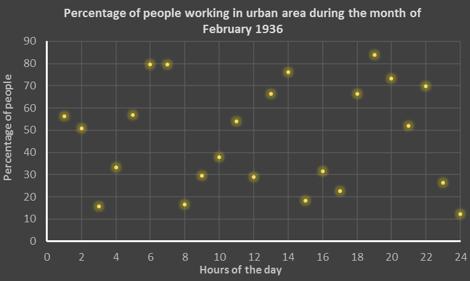 Percentage of people working in urban area during the month of
February 1936
Percentage of people
90
80
70
60
50
40
30
20
10
0
0 2 4 6 8 10 12 14 16 18 20 22 24
Hours of the day